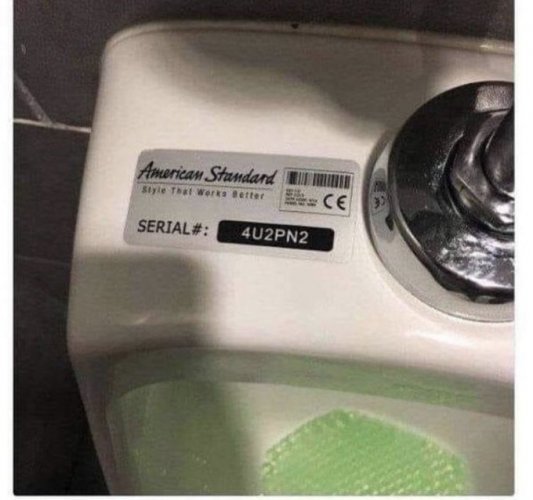 American Standard
Style That Works Better
CE
SERIAL#: 4U2PN2